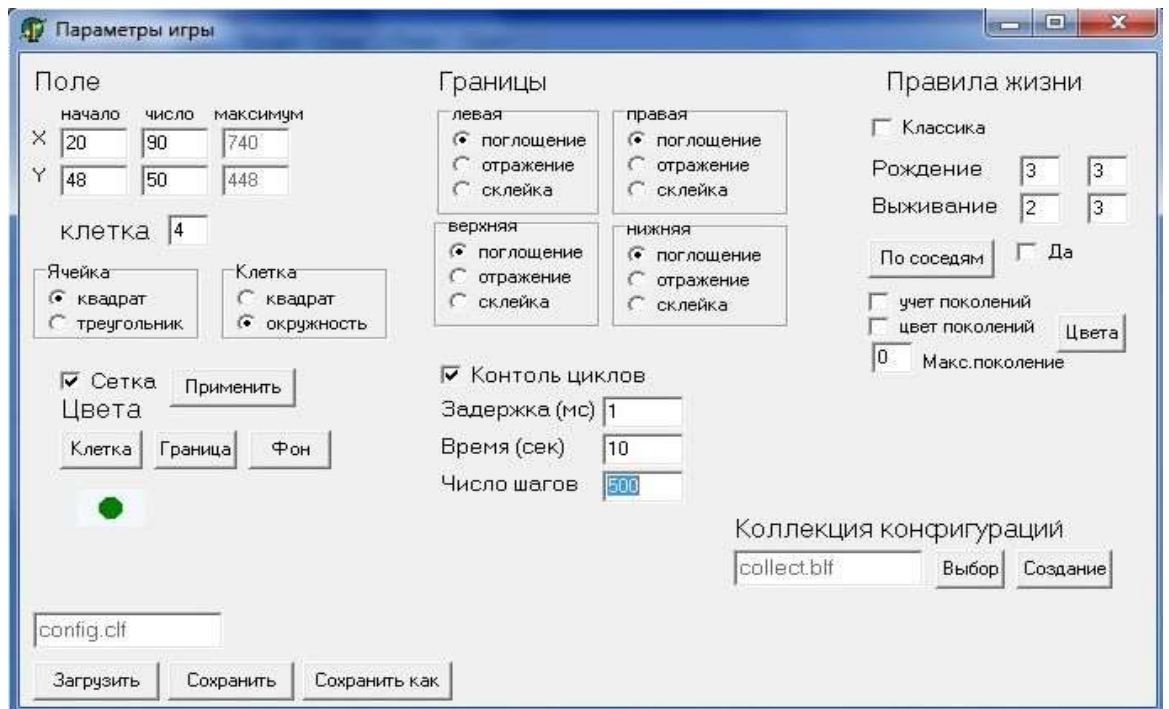 Параметры игры
Поле
начало число максимум
X 20 90 740
Y 48 50 448
клетка 4
Ячейка
квадрат
треугольник
Клетка
квадрат
окружность
Сетка Применить
Цвета
Клетка Граница Фон
config.clf
Загрузить Сохранить Сохранить как
Границы
левая
поглощение
отражение
склейка
правая
поглощение
отражение
склейка
верхняя
поглощение
отражение
склейка
нижняя
поглощение
отражение
склейка
Контоль циклов
Задержка (мс) 1
Время (сек) 10
Число шагов 500
Правила жизни
Классика
Рождение 3 3
Выживание 2 3
По соседям Да
учет поколений
цвет поколений Цвета
0 Макс.поколение
Коллекция конфигураций
collect.blf Выбор Создание